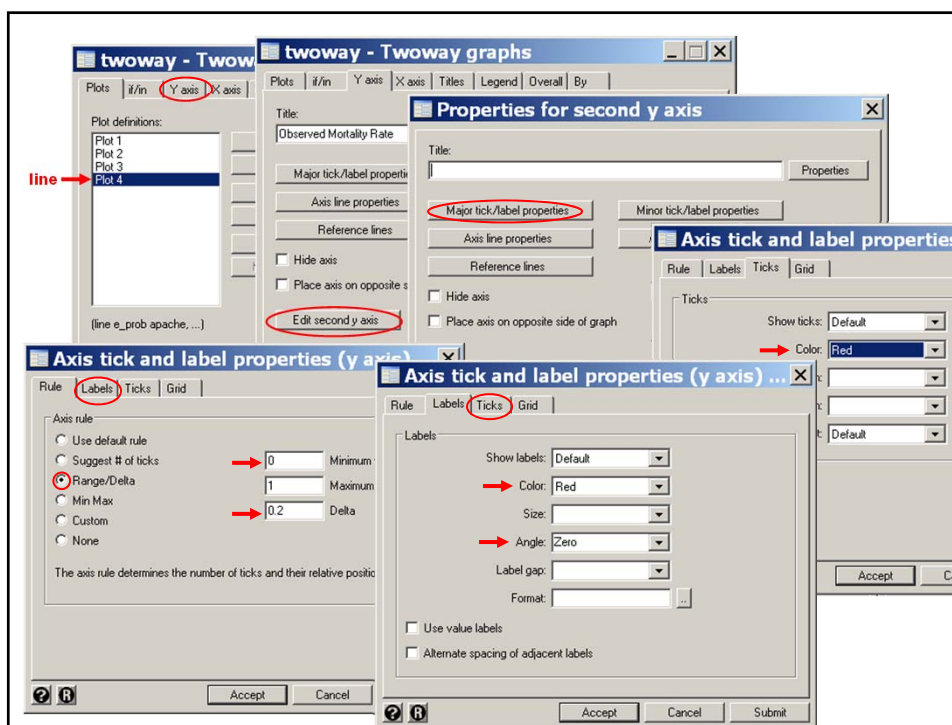 twoway - Twowa
Plots if/in Y axis X axis
Plot definitions:
Plot 1
Plot 2
Plot 3
Plot 4
line
(line e_prob apache, ...)
twoway - Twoway graphs
Plots if/in Y axis X axis Titles Legend Overall By
Title:
Observed Mortality Rate
Major tick/label propertie
Axis line properties
Reference lines
Hide axis
Place axis on opposite s
Edit second y axis
Properties for second y axis
Title:
Properties
Major tick/label properties Minor tick/label properties
Axis line properties
Reference lines
Hide axis
Place axis on opposite side of graph
Axis tick and label properties
Rule Labels Ticks Grid
Ticks
Show ticks: Default
Color: Red
Default
Accept
Axis tick and label properties (y axis)
Rule Labels Ticks Grid
Axis rule
Use default rule
Suggest # of ticks
Range/Delta
Min Max
Custom
None
0 Minimum
1 Maximum
0.2 Delta
The axis rule determines the number of ticks and their relative positio
Accept Cancel
Axis tick and label properties (y axis) ...
Rule Labels Ticks Grid
Labels
Show labels: Default
Color: Red
Size:
Angle: Zero
Label gap:
Format: ..
Use value labels
Alternate spacing of adjacent labels
? R Accept Cancel Submit